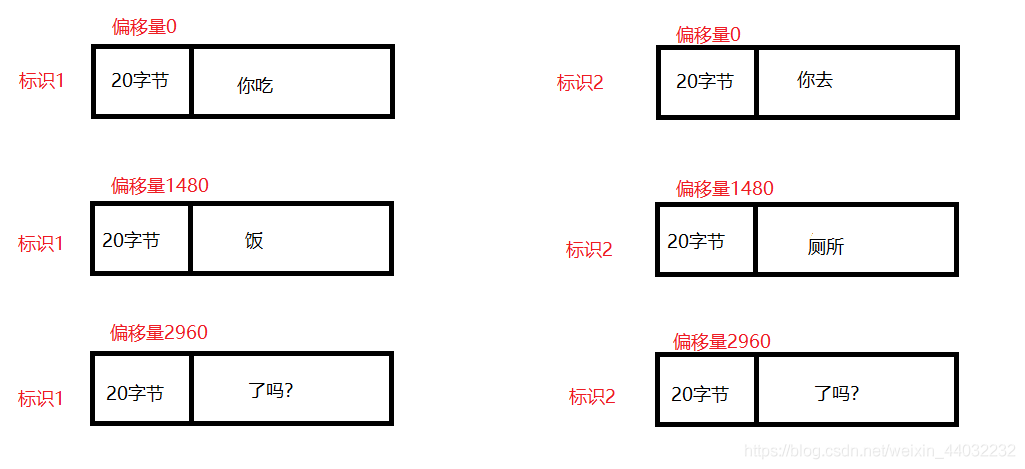 偏移量0
标识1
20字节
你吃
偏移量1480
标识1
20字节
饭
偏移量2960
标识1
20字节
了吗?
偏移量0
标识2
20字节
你去
偏移量1480
标识2
20字节
厕所
偏移量2960
标识2
20字节
了吗?
https://blog.csdn.net/weixin_44032232